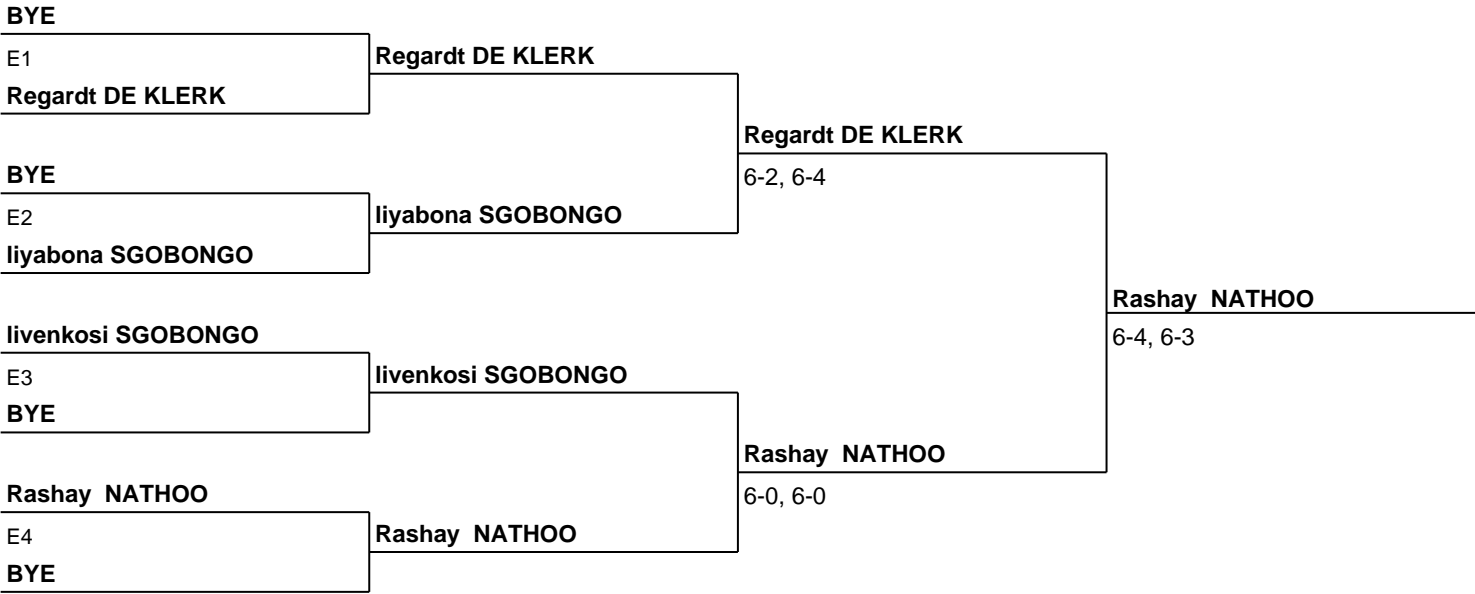 BYE
E1
Regardt DE KLERK
BYE
E2
liyabona SGOBONGO
livenkosi SGOBONGO
E3
BYE
Rashay NATHOO
E4
BYE
Regardt DE KLERK
liyabona SGOBONGO
livenkosi SGOBONGO
Rashay NATHOO
Regardt DE KLERK
6-2, 6-4
Rashay NATHOO
6-0, 6-0
Rashay NATHOO
6-4, 6-3